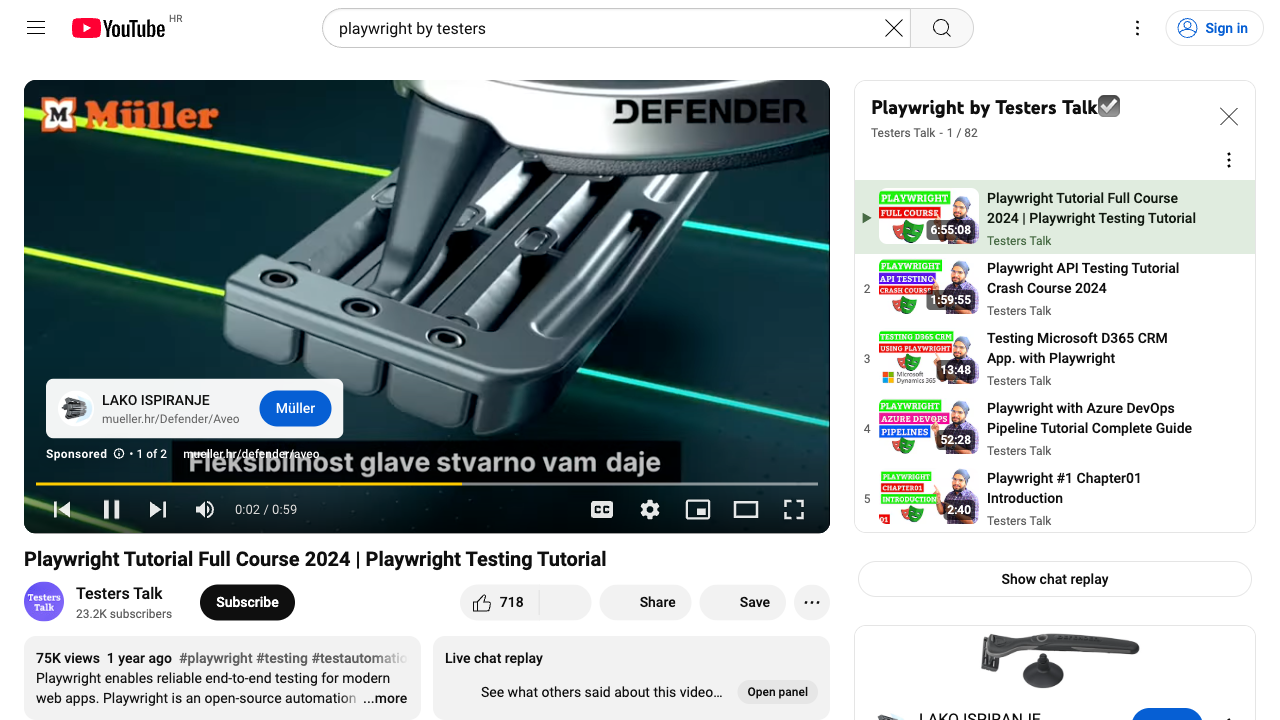 YouTube HR
playwright by testers
Sign in
M Müller
DEFENDER
LAKO ISPIRANJE
mueller.hr/Defender/Aveo
Müller
Sponsored • 1 of 2 mueller.hr/defender/aveo
Fleksibilnost glave stvarno vam daje
CC
0:02 / 0:59
Playwright Tutorial Full Course 2024 | Playwright Testing Tutorial
Testers Talk
Testers Talk
23.2K subscribers
Subscribe
718
Share
Save
75K views 1 year ago #playwright #testing #testautomatio
Playwright enables reliable end-to-end testing for modern
web apps. Playwright is an open-source automation ...more
Live chat replay
See what others said about this video...
Open panel
Playwright by Testers Talk
Testers Talk - 1 / 82
PLAYWRIGHT
FULL COURSE
6:55:08
Playwright Tutorial Full Course
2024 | Playwright Testing Tutorial
Testers Talk
2
PLAYWRIGHT
API TESTING
CRASH COURSE
1:59:55
Playwright API Testing Tutorial
Crash Course 2024
Testers Talk
3
TESTING D365 CRM
USING PLAYWRIGHT
Microsoft
Dynamics 365
13:48
Testing Microsoft D365 CRM
App. with Playwright
Testers Talk
4
PLAYWRIGHT
AZURE DEVOPS
PIPELINES
52:28
Playwright with Azure DevOps
Pipeline Tutorial Complete Guide
Testers Talk
5
PLAYWRIGHT
CHAPTER01
INTRODUCTION
01
2:40
Playwright #1 Chapter01
Introduction
Testers Talk
Show chat replay
LAKO ISPIRANJE